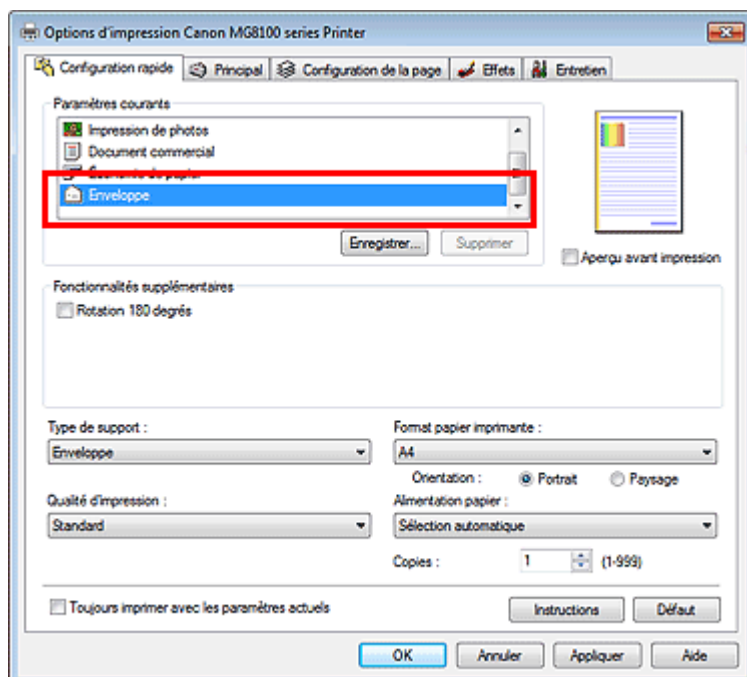 Options d'impression Canon MG8100 series Printer
Configuration rapide Principal Configuration de la page Effets Entretien
Paramètres courants
Impression de photos
Document commercial
Économie de papier
Enveloppe
Enregistrer... Supprimer
Aperçu avant impression
Fonctionnalités supplémentaires
Rotation 180 degrés
Type de support : Format papier imprimante :
Enveloppe A4
Orientation : Portrait Paysage
Qualité d'impression : Alimentation papier :
Standard Sélection automatique
Copies : 1 (1-999)
Toujours imprimer avec les paramètres actuels Instructions Défaut
OK Annuler Appliquer Aide